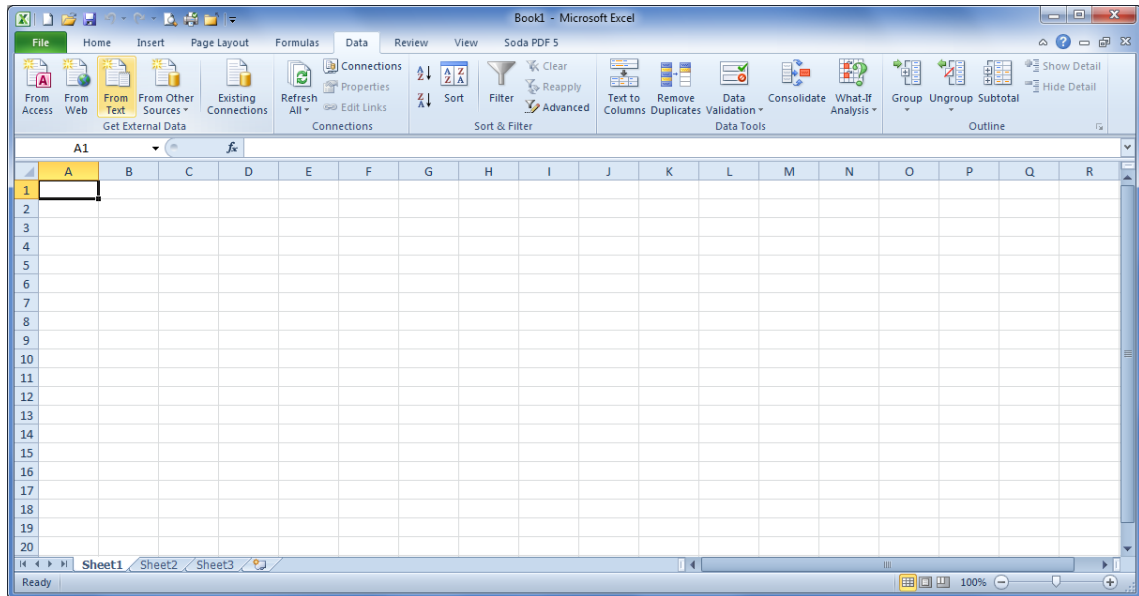 Book1 - Microsoft Excel
File Home Insert Page Layout Formulas Data Review View Soda PDF 5
Connections Clear Show Detail
Properties Reapply Hide Detail
Edit Links Advanced
From From From From Other Existing Refresh Sort Filter Text to Remove Data Consolidate What-If Group Ungroup Subtotal
Access Web Text Sources Connections All Columns Duplicates Validation Analysis
Get External Data Connections Sort & Filter Data Tools Outline
A1 fx
A B C D E F G H I J K L M N O P Q R
1
2
3
4
5
6
7
8
9
10
11
12
13
14
15
16
17
18
19
20
Sheet1 Sheet2 Sheet3
Ready 100%